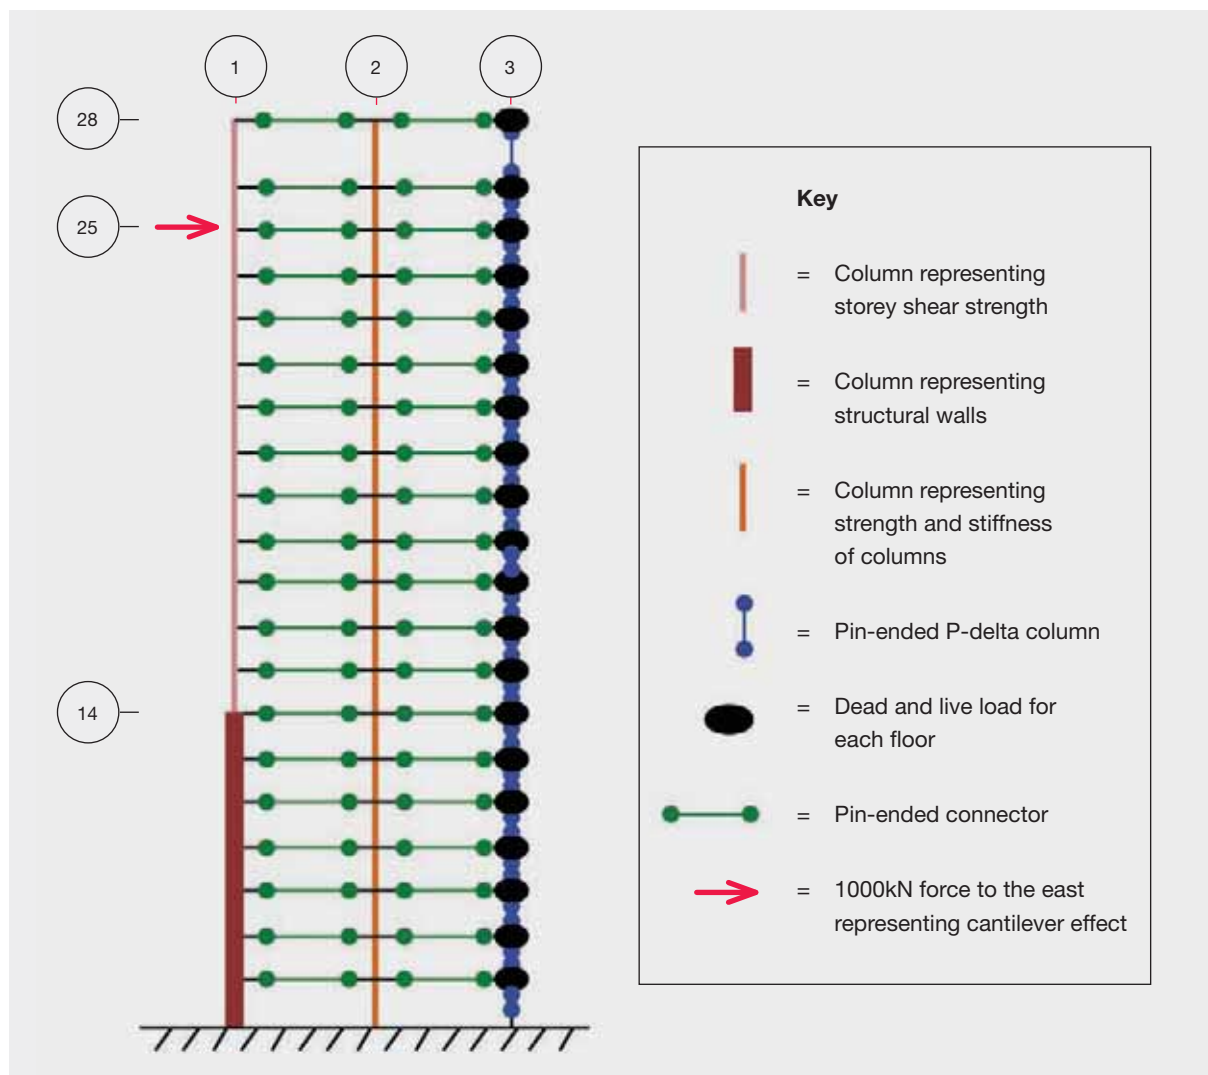 1
2
3
28
25
14
Key
= Column representing
storey shear strength
= Column representing
structural walls
= Column representing
strength and stiffness
of columns
= Pin-ended P-delta column
= Dead and live load for
each floor
= Pin-ended connector
= 1000kN force to the east
representing cantilever effect